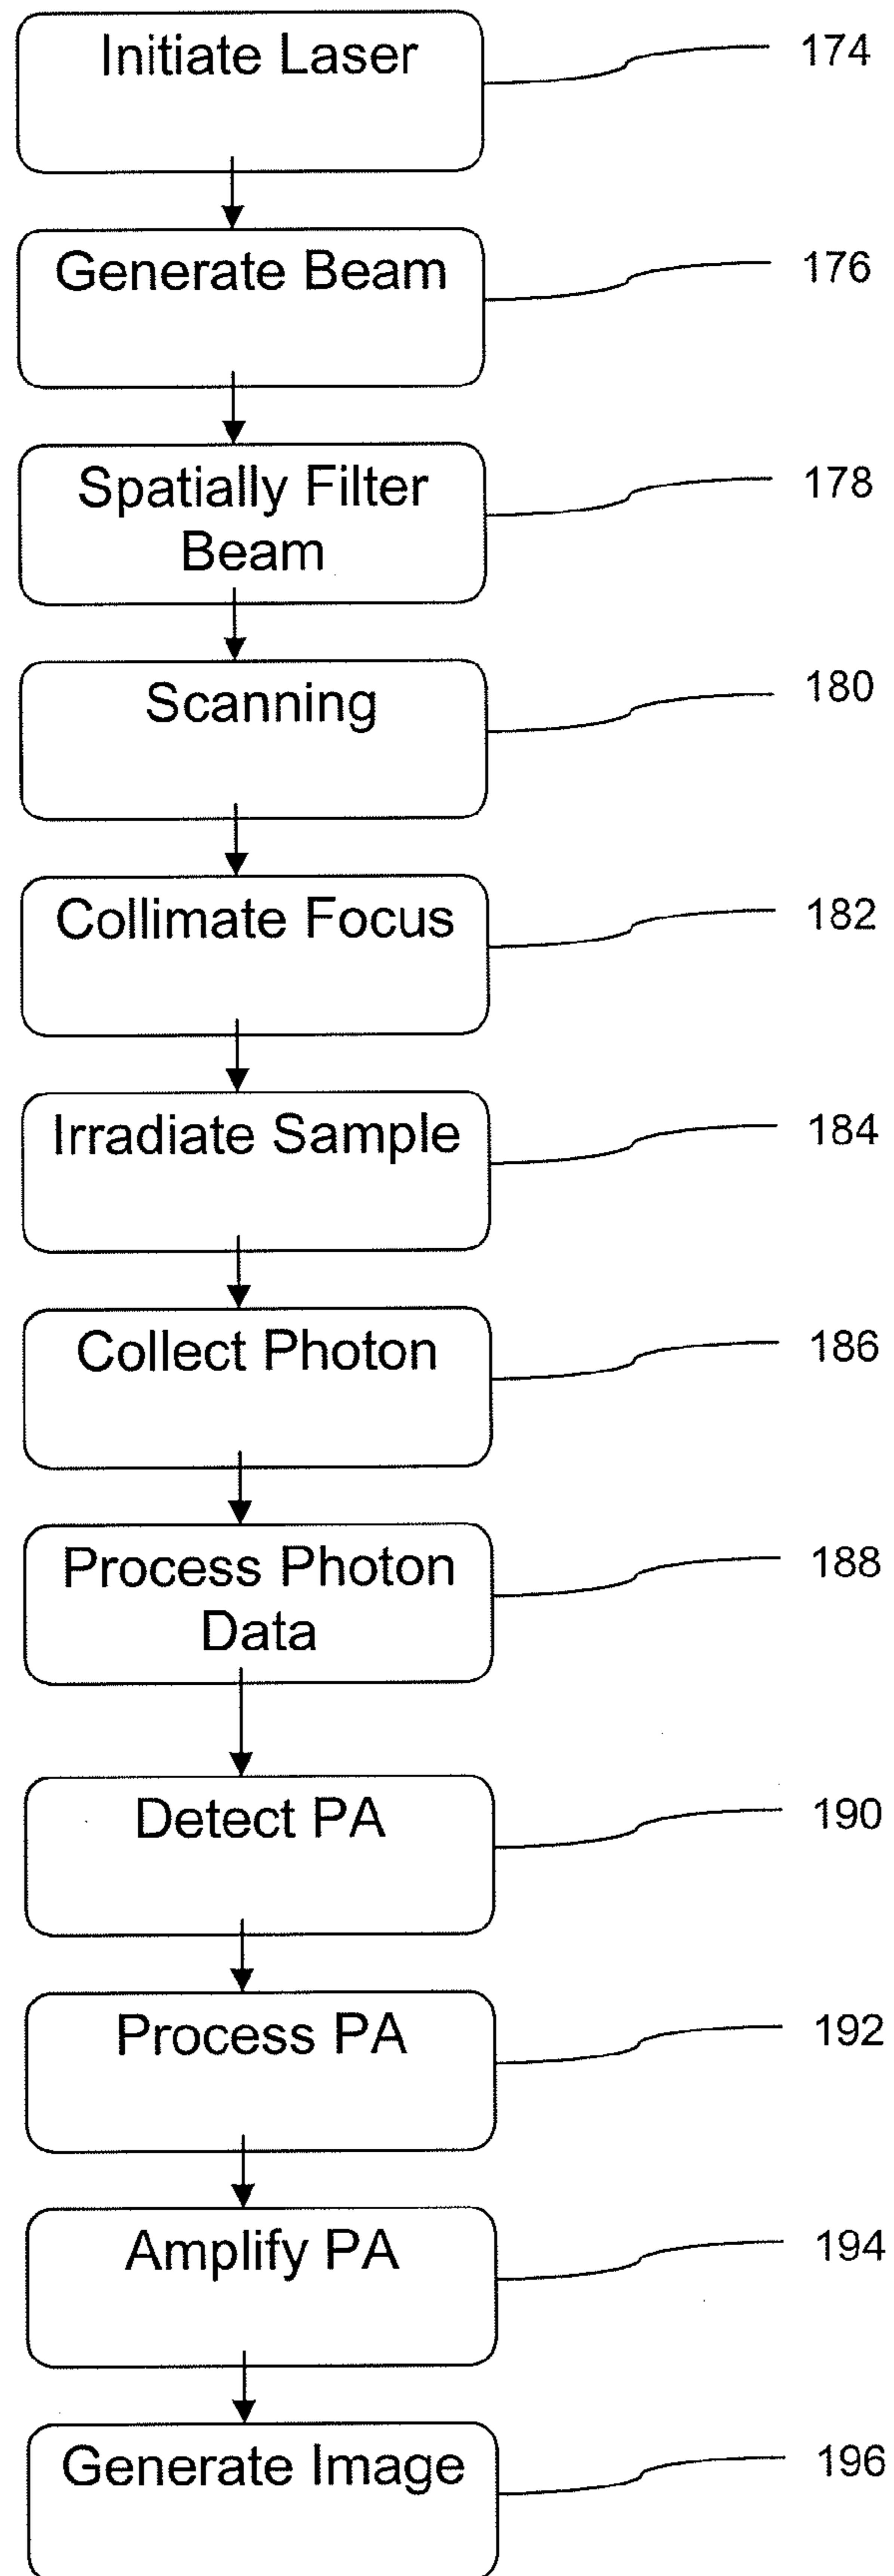 Initiate Laser
174
Generate Beam
176
Spatially Filter
Beam
178
Scanning
180
Collimate Focus
182
Irradiate Sample
184
Collect Photon
186
Process Photon
Data
188
Detect PA
190
Process PA
192
Amplify PA
194
Generate Image
196